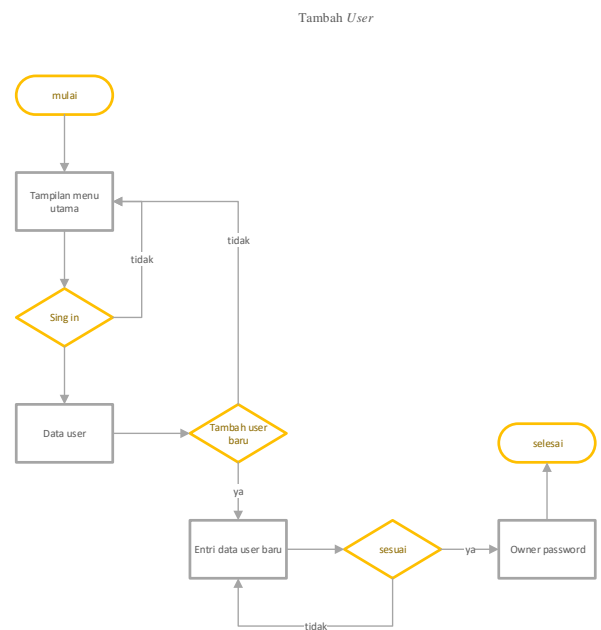 Tambah User
mulai
Tampilan menu
utama
tidak
tidak
Sing in
Data user
Tambah user
baru
selesai
ya
Entri data user baru
sesuai
ya
Owner password
tidak